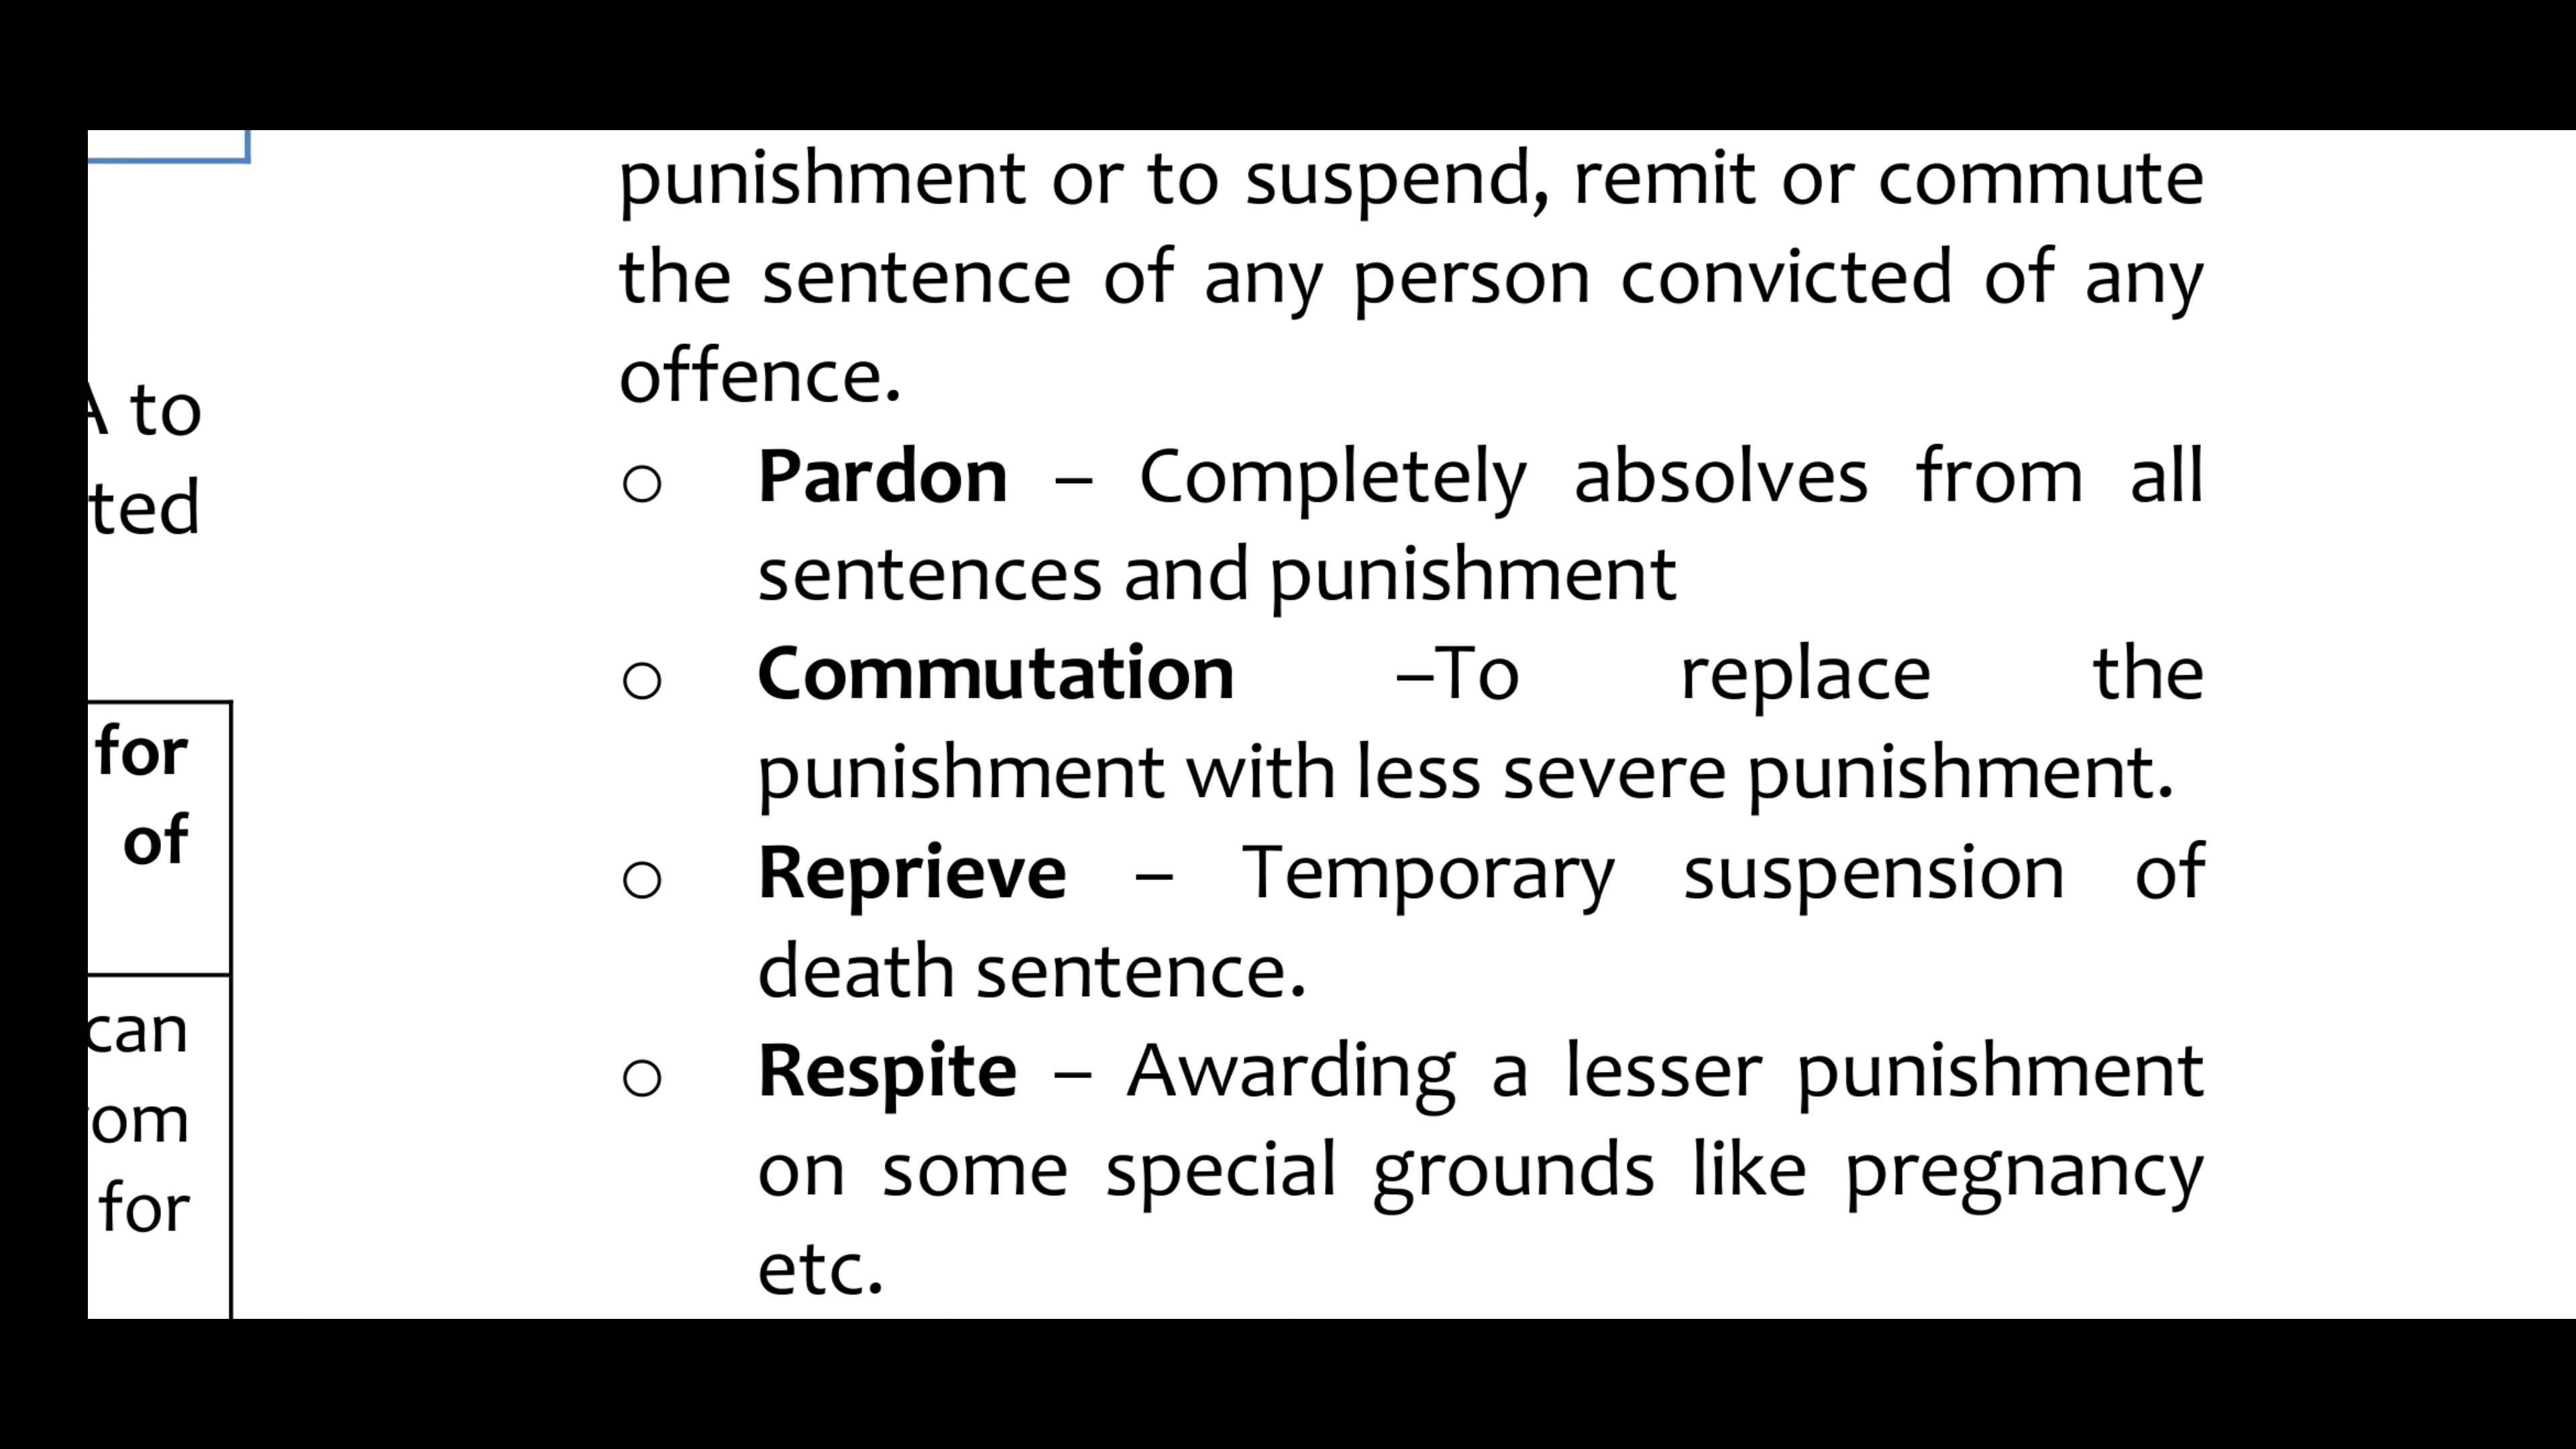 A to
ted
for
of
can
om
for
punishment or to suspend, remit or commute
the sentence of any person convicted of any
offence.
o Pardon – Completely absolves from all
sentences and punishment
o Commutation –To replace the
punishment with less severe punishment.
o Reprieve – Temporary suspension of
death sentence.
o Respite – Awarding a lesser punishment
on some special grounds like pregnancy
etc.